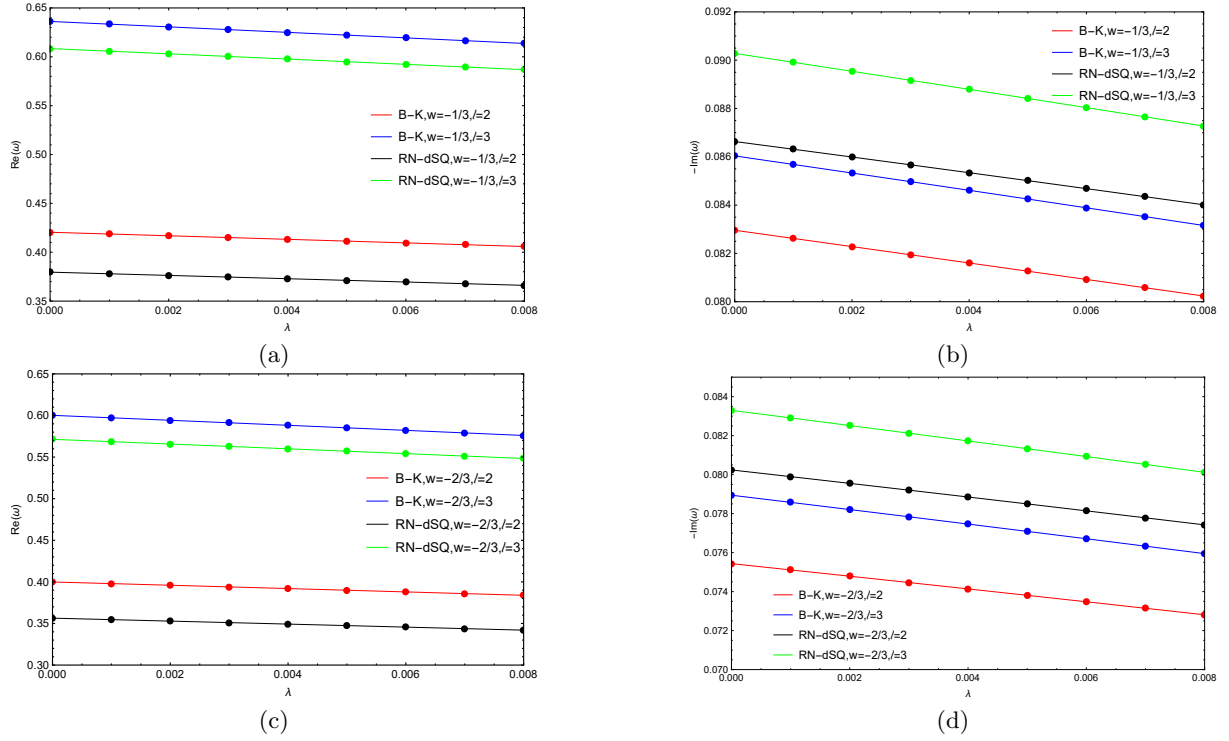 0.65
0.60
0.55
0.50
0.45
0.40
0.35
Re(ω)
B−K,w=−1/3,l=2
B−K,w=−1/3,l=3
RN−dSQ,w=−1/3,l=2
RN−dSQ,w=−1/3,l=3
0.000 0.002 0.004 0.006 0.008
λ
(a)
0.092
0.090
0.088
0.086
0.084
0.082
0.080
−Im(ω)
B−K,w=−1/3,l=2
B−K,w=−1/3,l=3
RN−dSQ,w=−1/3,l=2
RN−dSQ,w=−1/3,l=3
0.000 0.002 0.004 0.006 0.008
λ
(b)
0.65
0.60
0.55
0.50
0.45
0.40
0.35
0.30
Re(ω)
B−K,w=−2/3,l=2
B−K,w=−2/3,l=3
RN−dSQ,w=−2/3,l=2
RN−dSQ,w=−2/3,l=3
0.000 0.002 0.004 0.006 0.008
λ
(c)
0.084
0.082
0.080
0.078
0.076
0.074
0.072
0.070
−Im(ω)
B−K,w=−2/3,l=2
B−K,w=−2/3,l=3
RN−dSQ,w=−2/3,l=2
RN−dSQ,w=−2/3,l=3
0.000 0.002 0.004 0.006 0.008
λ
(d)